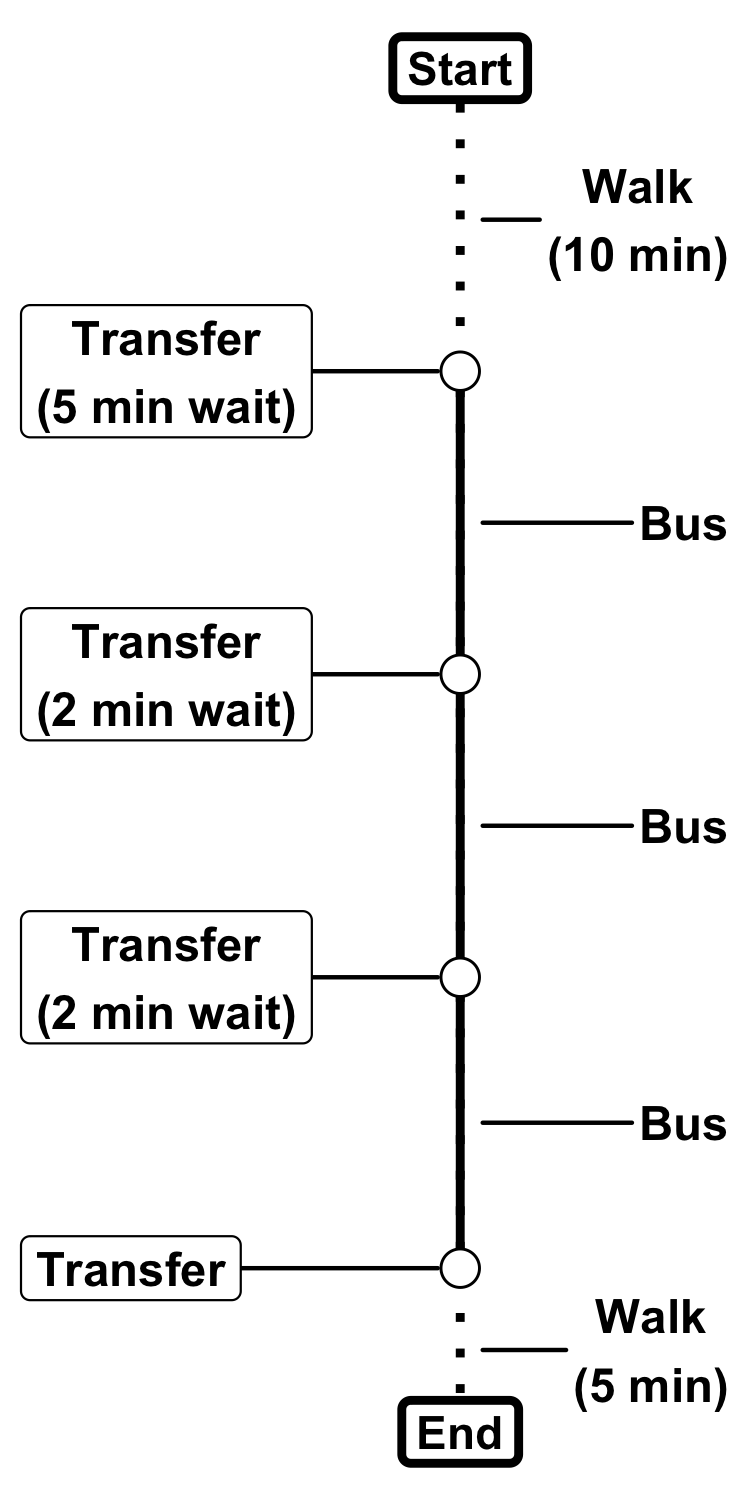 Start
Walk
(10 min)
Transfer
(5 min wait)
Bus
Transfer
(2 min wait)
Bus
Transfer
(2 min wait)
Bus
Transfer
Walk
(5 min)
End